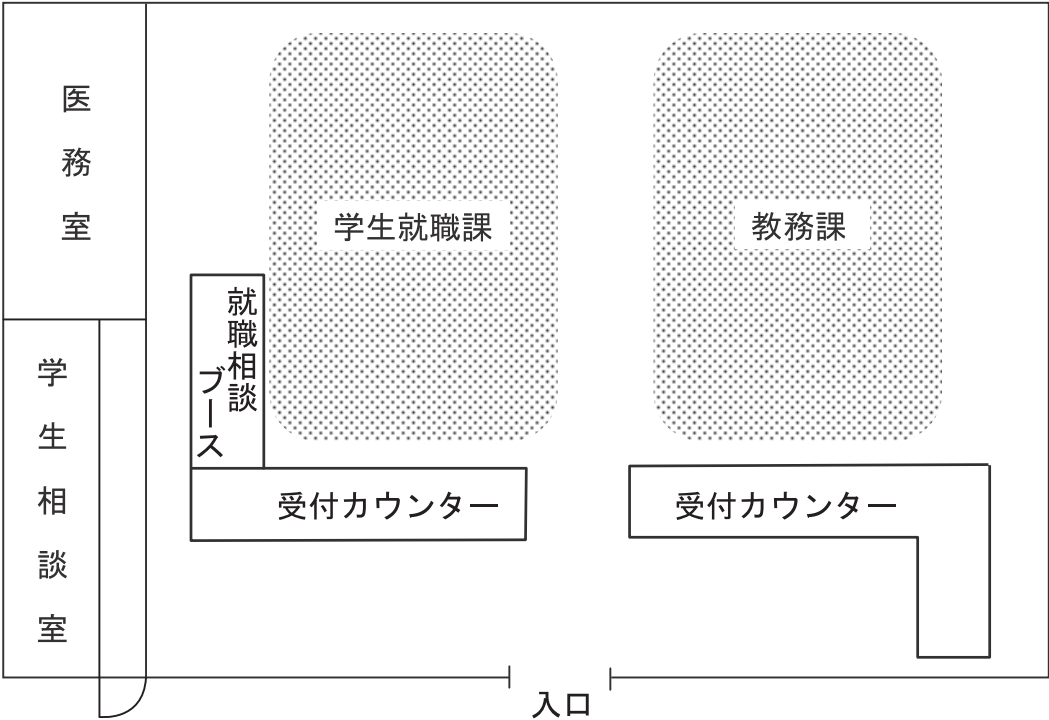 医務室
学生就職課
教務課
就職相談
ブース
学生相談室
受付カウンター
受付カウンター
入口